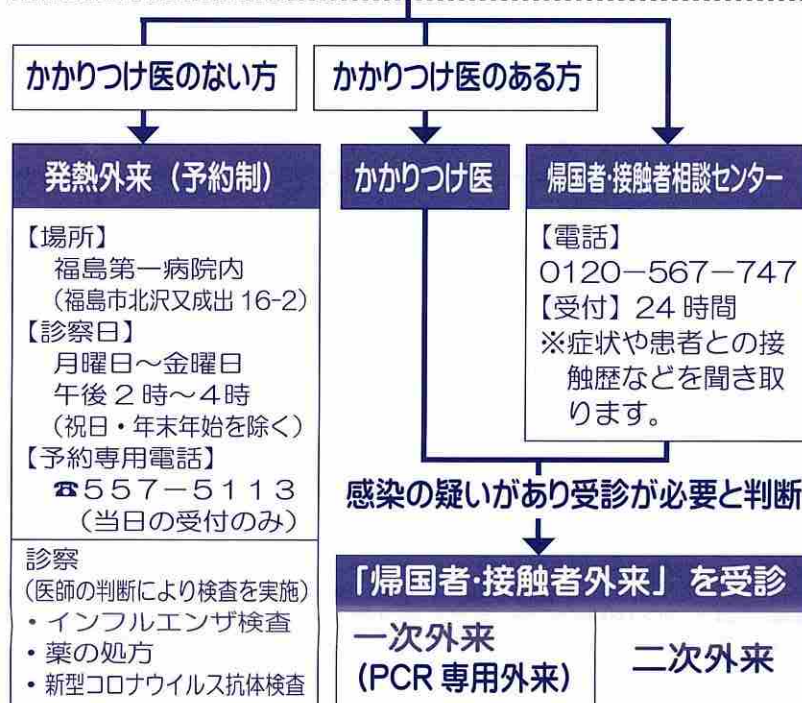 かかりつけ医のない方
かかりつけ医のある方
発熱外来（予約制）
【場所】
福島第一病院内
（福島市北沢又成出 16-2）
【診察日】
月曜日～金曜日
午後2時～4時
（祝日・年末年始を除く）
【予約専用電話】
☎557－5113
（当日の受付のみ）
診察
（医師の判断により検査を実施）
・インフルエンザ検査
・薬の処方
・新型コロナウイルス抗体検査
かかりつけ医
帰国者・接触者相談センター
【電話】
0120－567－747
【受付】24時間
※症状や患者との接
触歴などを聞き取
ります。
感染の疑いがあり受診が必要と判断
「帰国者・接触者外来」を受診
一次外来
（PCR専用外来）
二次外来